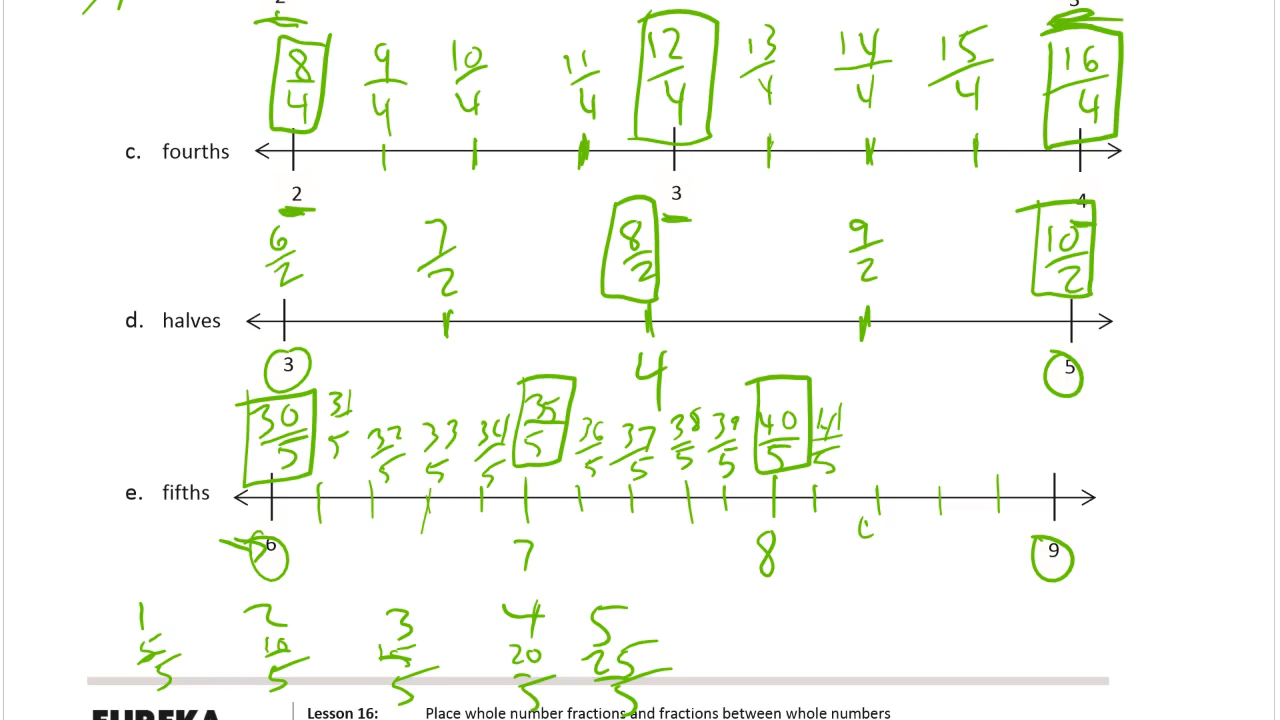 8/4 9/4 10/4 11/4 12/4 13/4 14/4 15/4 16/4
c. fourths
2 3 4
6/2 7/2 8/2 9/2 10/2
d. halves
3 4 5
30/5 31/5 32/5 33/5 34/5 35/5 36/5 37/5 38/5 39/5 40/5 41/5
e. fifths
6 7 8 9
1 2 3 4 5
5/5 10/5 15/5 20/5 25/5
EUREKA
Lesson 16: Place whole number fractions and fractions between whole numbers